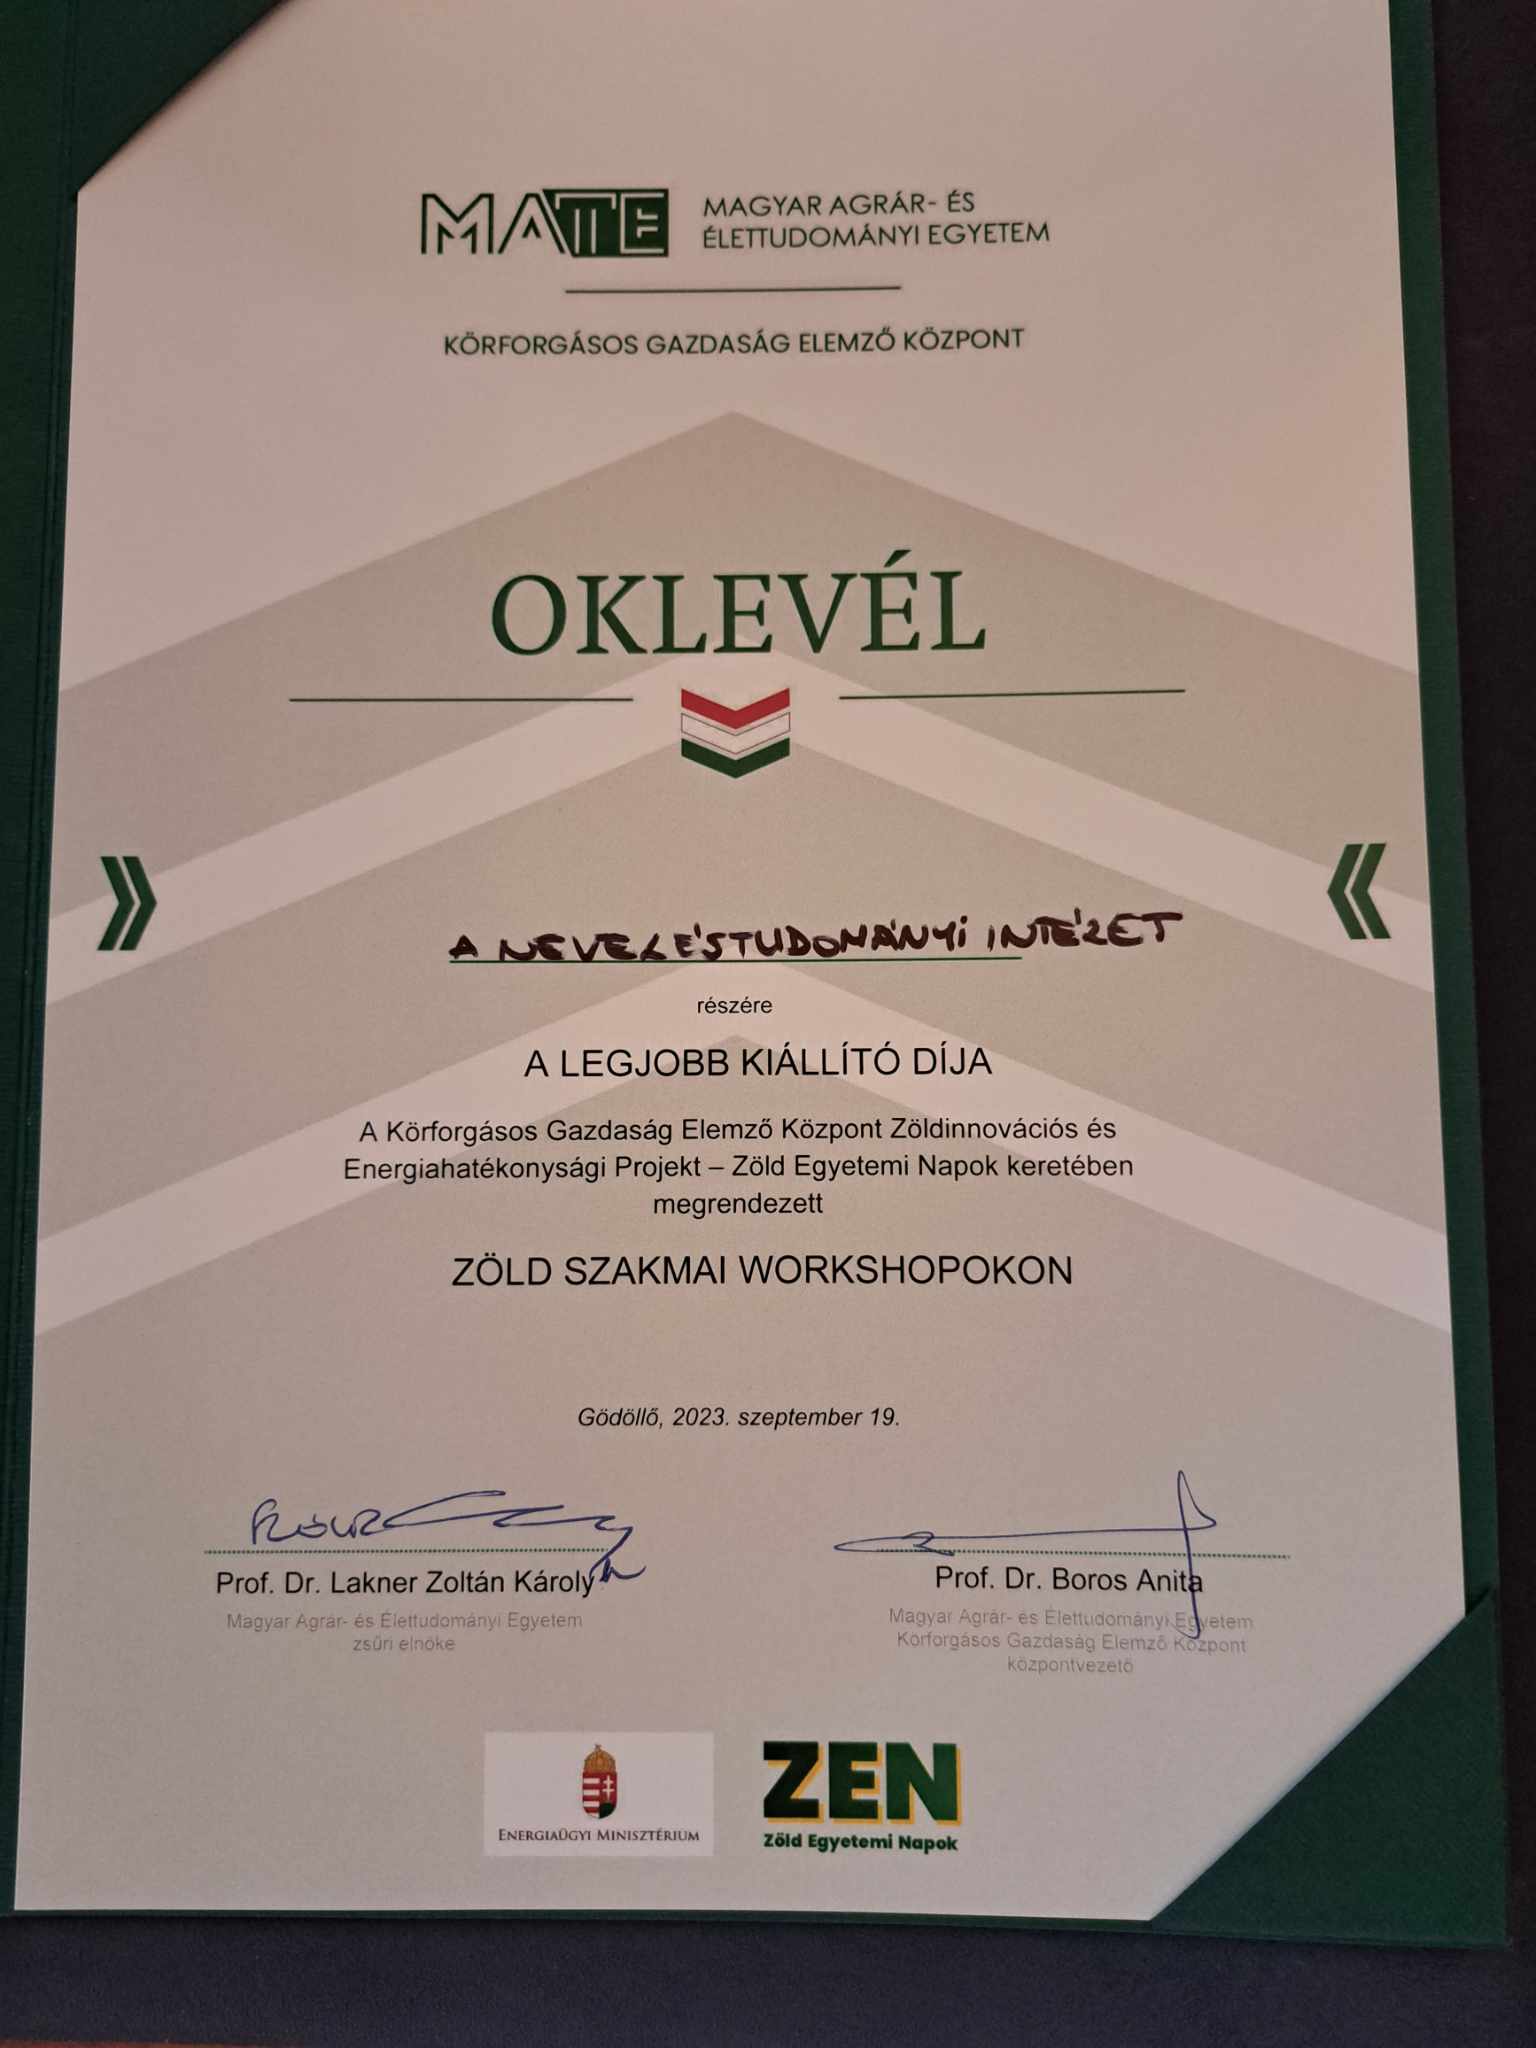 MATE
MAGYAR AGRÁR- ÉS
ÉLETTUDOMÁNYI EGYETEM
KÖRFORGÁSOS GAZDASÁG ELEMZŐ KÖZPONT
OKLEVÉL
A NEVELÉSTUDOMÁNYI INTÉZET
részére
A LEGJOBB KIÁLLÍTÓ DÍJA
A Körforgásos Gazdaság Elemző Központ Zöldinnovációs és
Energiahatékonysági Projekt – Zöld Egyetemi Napok keretében
megrendezett
ZÖLD SZAKMAI WORKSHOPOKON
Gödöllő, 2023. szeptember 19.
Prof. Dr. Lakner Zoltán Károly
Magyar Agrár- és Élettudományi Egyetem
zsűri elnöke
Prof. Dr. Boros Anita
Magyar Agrár- és Élettudományi Egyetem
Körforgásos Gazdaság Elemző Központ
központvezető
ENERGIAÜGYI MINISZTÉRIUM
ZEN
Zöld Egyetemi Napok